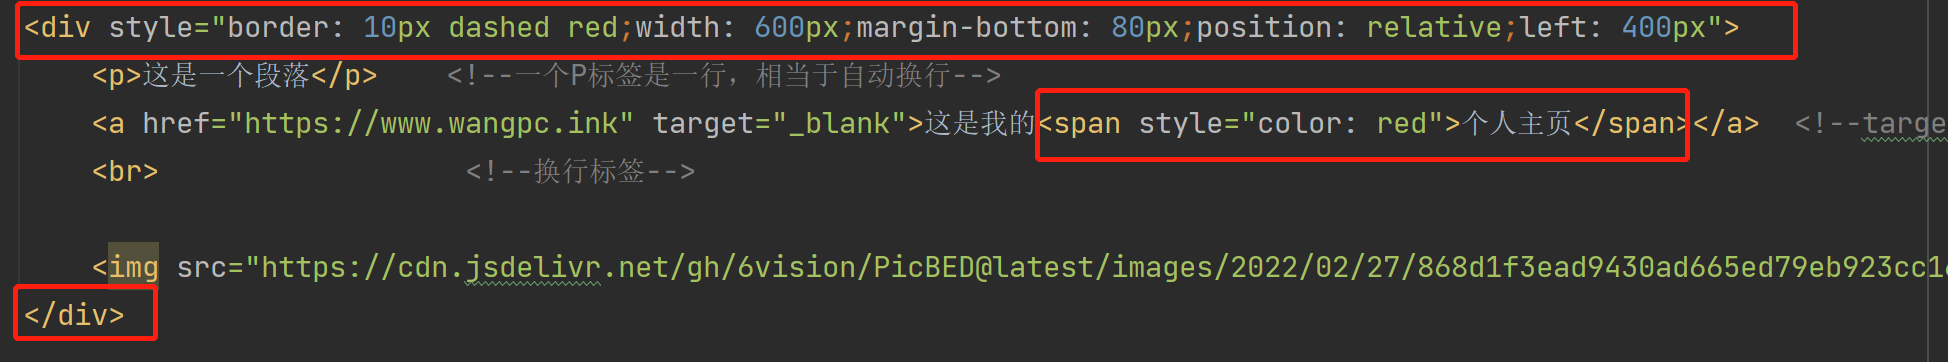 <div style="border: 10px dashed red;width: 600px;margin-bottom: 80px;position: relative;left: 400px">
<p>这是一个段落</p> <!--一个P标签是一行，相当于自动换行-->
<a href="https://www.wangpc.ink" target="_blank">这是我的<span style="color: red">个人主页</span></a> <!--targe
<br> <!--换行标签-->
<img src="https://cdn.jsdelivr.net/gh/6vision/PicBED@latest/images/2022/02/27/868d1f3ead9430ad665ed79eb923cc1
</div>